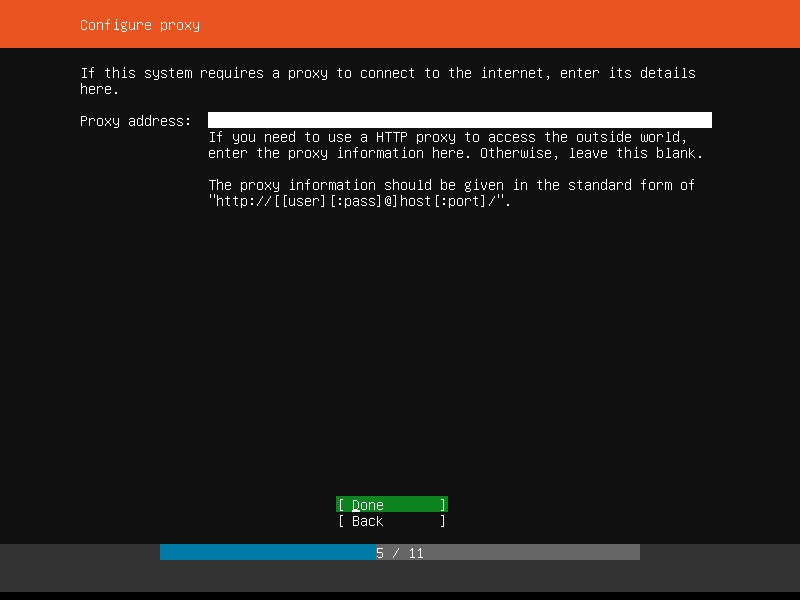 Configure proxy
If this system requires a proxy to connect to the internet, enter its details
here.
Proxy address:
If you need to use a HTTP proxy to access the outside world,
enter the proxy information here. Otherwise, leave this blank.
The proxy information should be given in the standard form of
"http://[[user][:pass]@]host[:port]/".
[ Done ]
[ Back ]
5 / 11